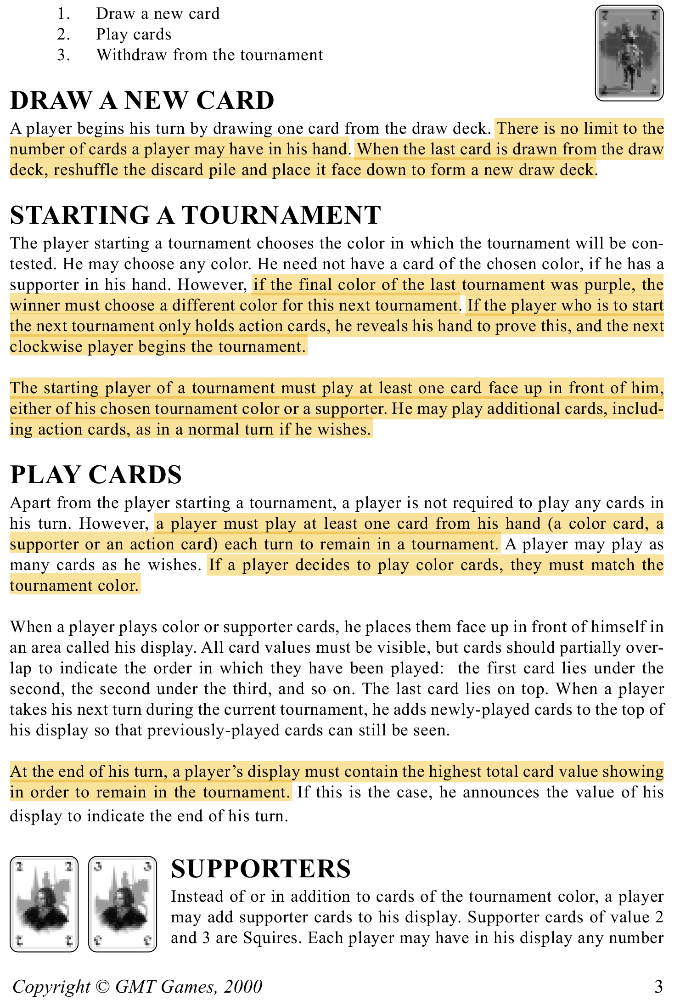 1. Draw a new card
2. Play cards
3. Withdraw from the tournament
7 7
DRAW A NEW CARD
A player begins his turn by drawing one card from the draw deck. There is no limit to the
number of cards a player may have in his hand. When the last card is drawn from the draw
deck, reshuffle the discard pile and place it face down to form a new draw deck.
STARTING A TOURNAMENT
The player starting a tournament chooses the color in which the tournament will be con-
tested. He may choose any color. He need not have a card of the chosen color, if he has a
supporter in his hand. However, if the final color of the last tournament was purple, the
winner must choose a different color for this next tournament. If the player who is to start
the next tournament only holds action cards, he reveals his hand to prove this, and the next
clockwise player begins the tournament.
The starting player of a tournament must play at least one card face up in front of him,
either of his chosen tournament color or a supporter. He may play additional cards, includ-
ing action cards, as in a normal turn if he wishes.
PLAY CARDS
Apart from the player starting a tournament, a player is not required to play any cards in
his turn. However, a player must play at least one card from his hand (a color card, a
supporter or an action card) each turn to remain in a tournament. A player may play as
many cards as he wishes. If a player decides to play color cards, they must match the
tournament color.
When a player plays color or supporter cards, he places them face up in front of himself in
an area called his display. All card values must be visible, but cards should partially over-
lap to indicate the order in which they have been played: the first card lies under the
second, the second under the third, and so on. The last card lies on top. When a player
takes his next turn during the current tournament, he adds newly-played cards to the top of
his display so that previously-played cards can still be seen.
At the end of his turn, a player’s display must contain the highest total card value showing
in order to remain in the tournament. If this is the case, he announces the value of his
display to indicate the end of his turn.
2 2 3 3
SUPPORTERS
Instead of or in addition to cards of the tournament color, a player
may add supporter cards to his display. Supporter cards of value 2
and 3 are Squires. Each player may have in his display any number
2 2 3 3
Copyright © GMT Games, 2000 3